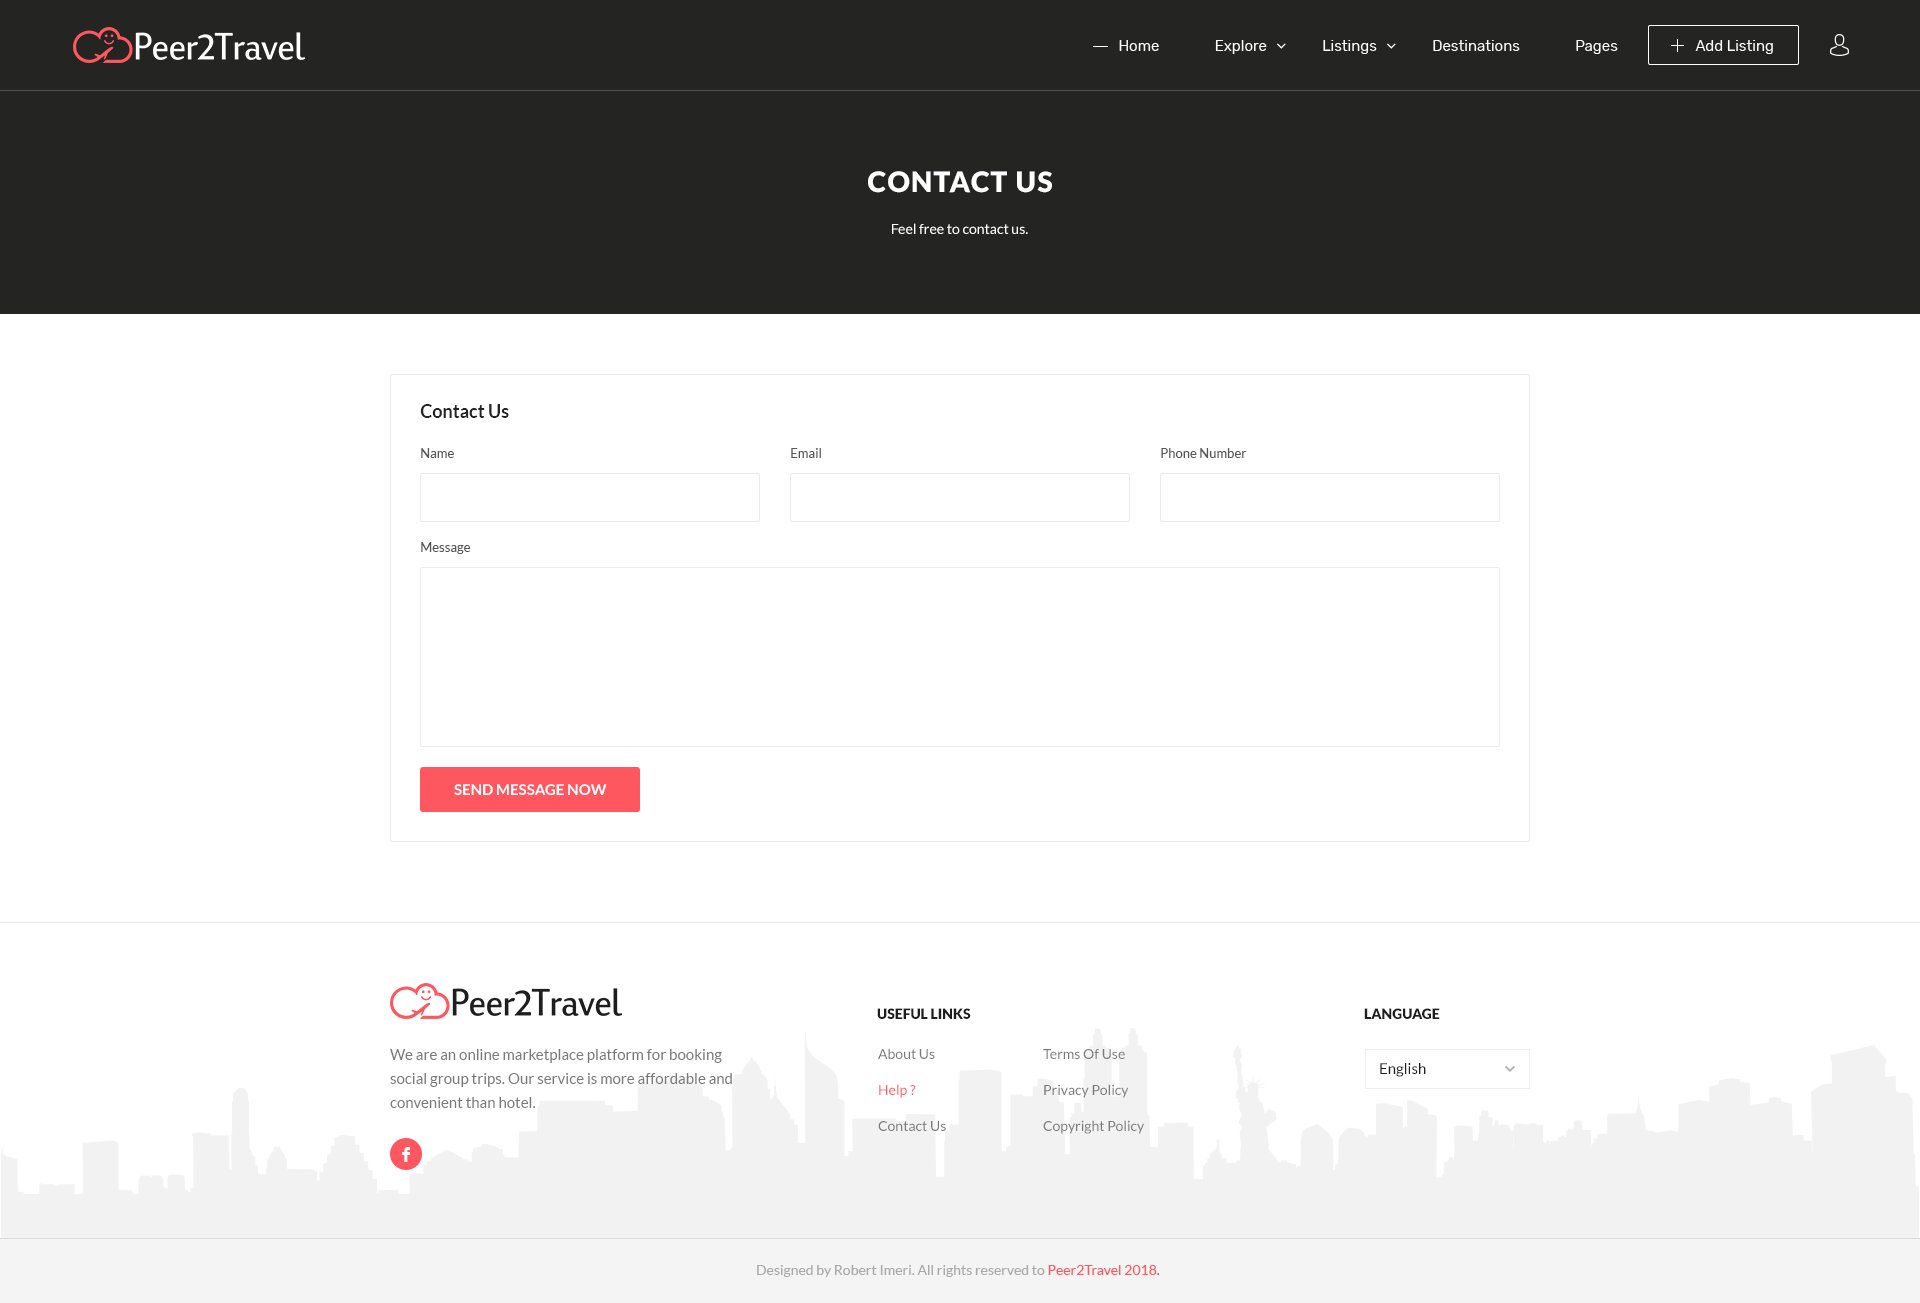 Peer2Travel
Home Explore Listings Destinations Pages Add Listing
CONTACT US
Feel free to contact us.
Contact Us
Name Email Phone Number
Message
SEND MESSAGE NOW
Peer2Travel
We are an online marketplace platform for booking
social group trips. Our service is more affordable and
convenient than hotel.
USEFUL LINKS
About Us Terms Of Use
Help ? Privacy Policy
Contact Us Copyright Policy
LANGUAGE
English
Designed by Robert Imeri. All rights reserved to Peer2Travel 2018.